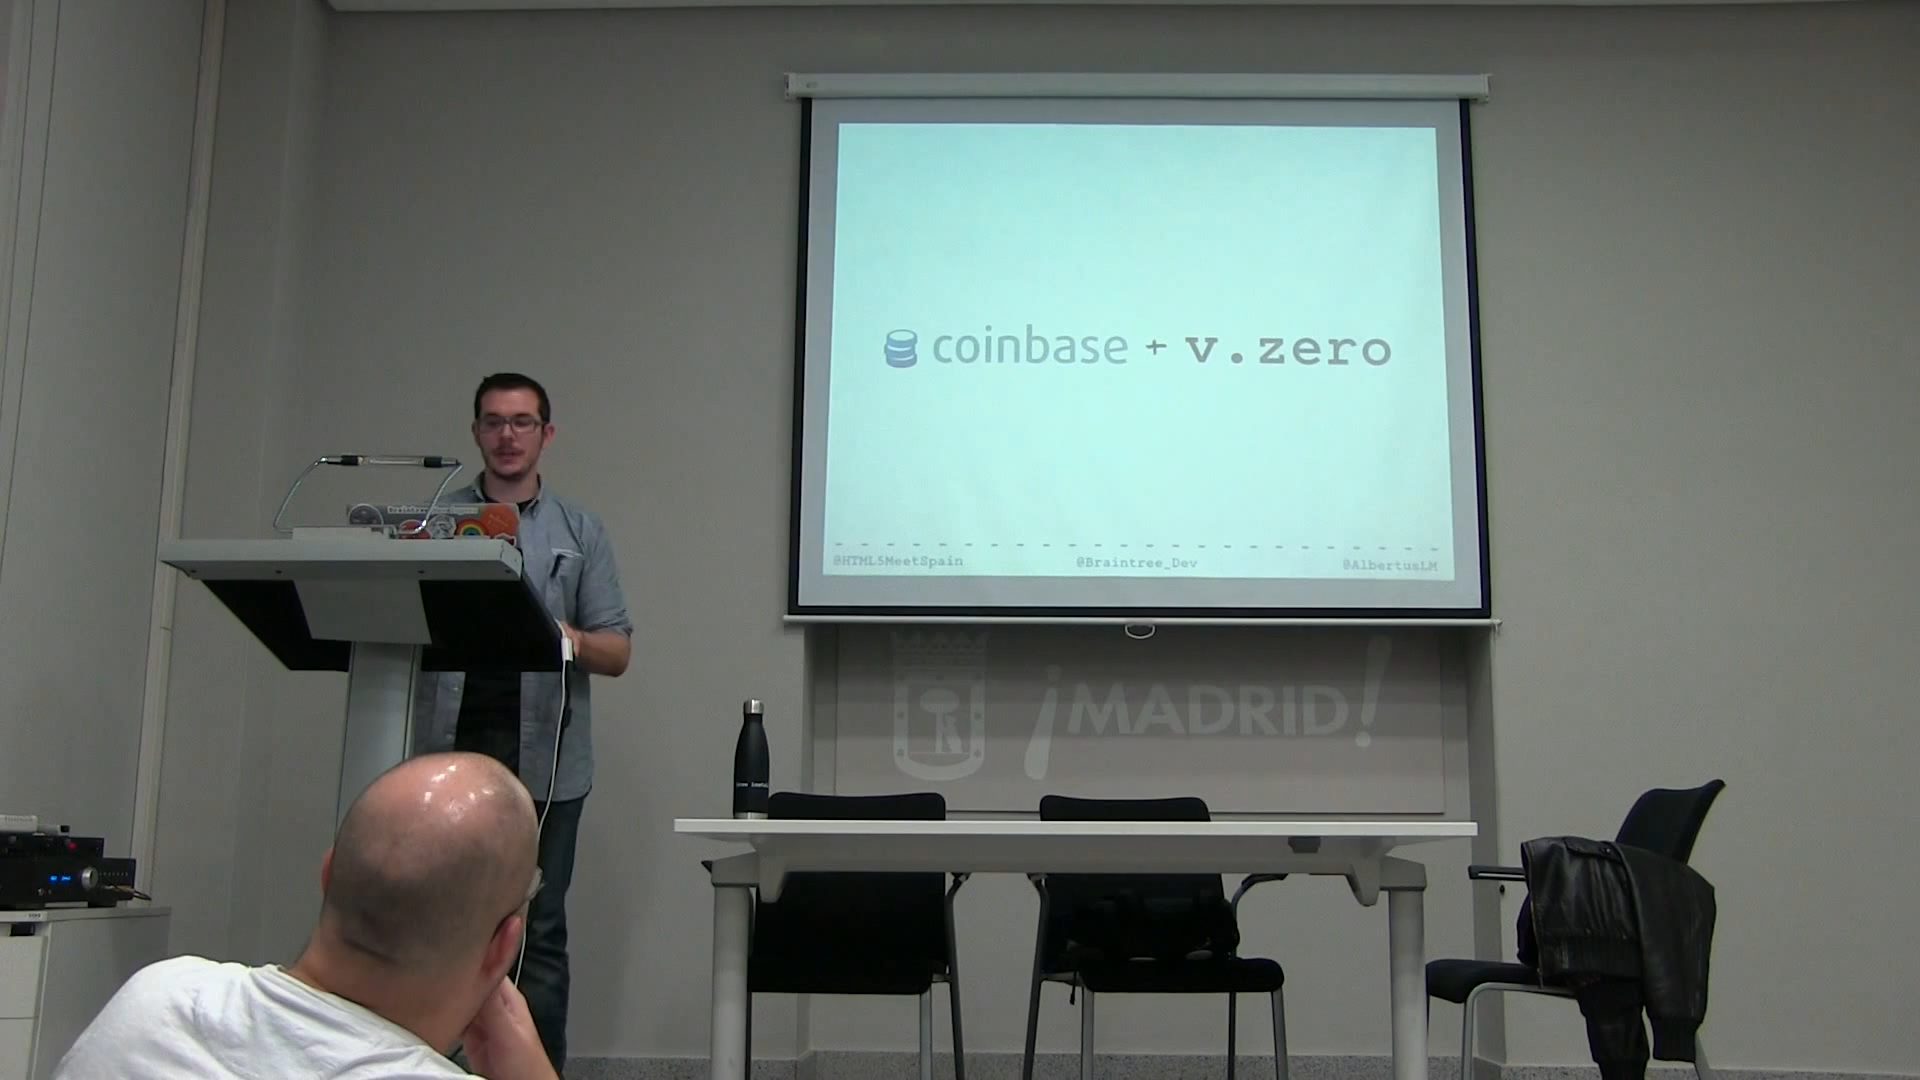 coinbase + v.zero
@HTML5MeetSpain @Braintree_Dev @AlbertusLM
¡MADRID!